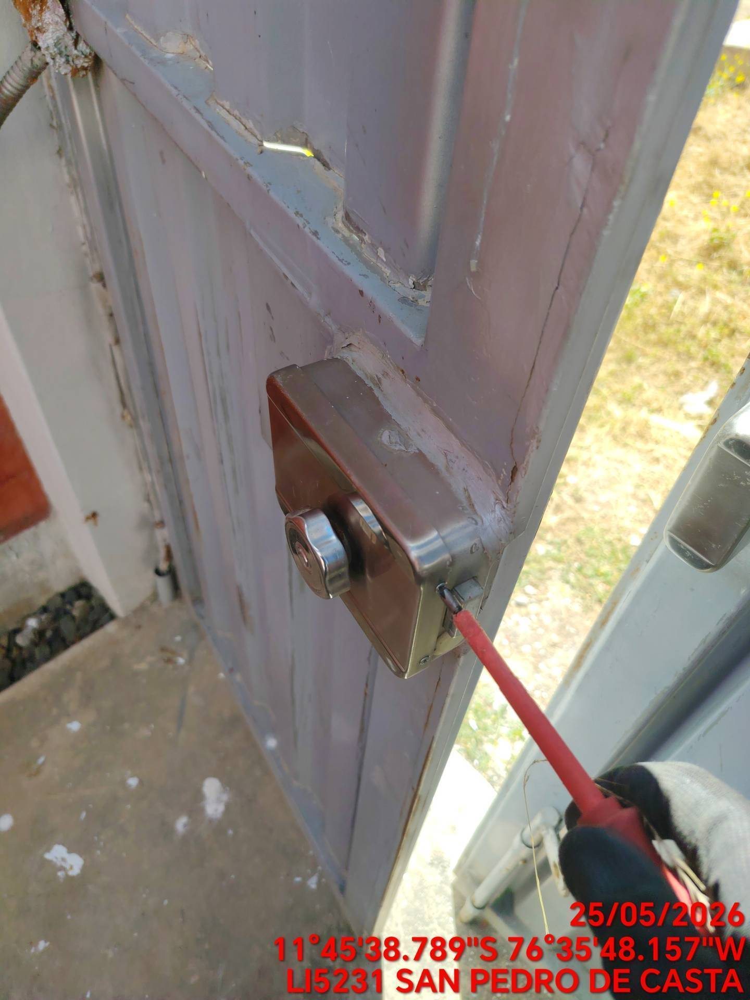 25/05/2026
11°45'38.789"S 76°35'48.157"W
LI5231 SAN PEDRO DE CASTA